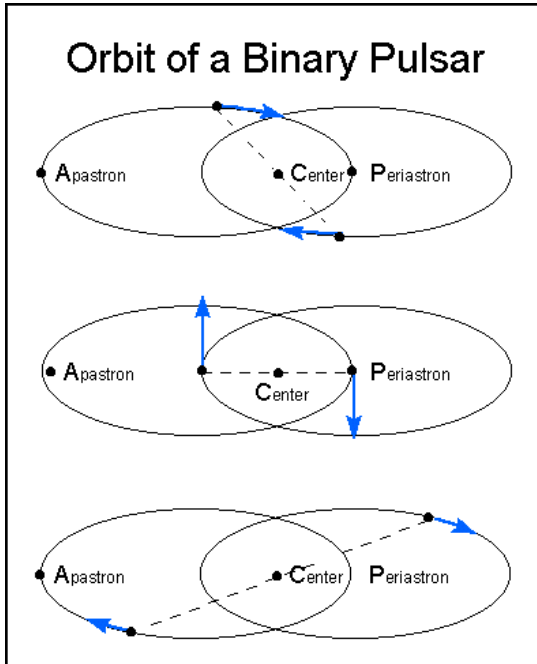 Orbit of a Binary Pulsar
Apastron Center Periastron
Apastron Periastron
Center
Apastron Center Periastron